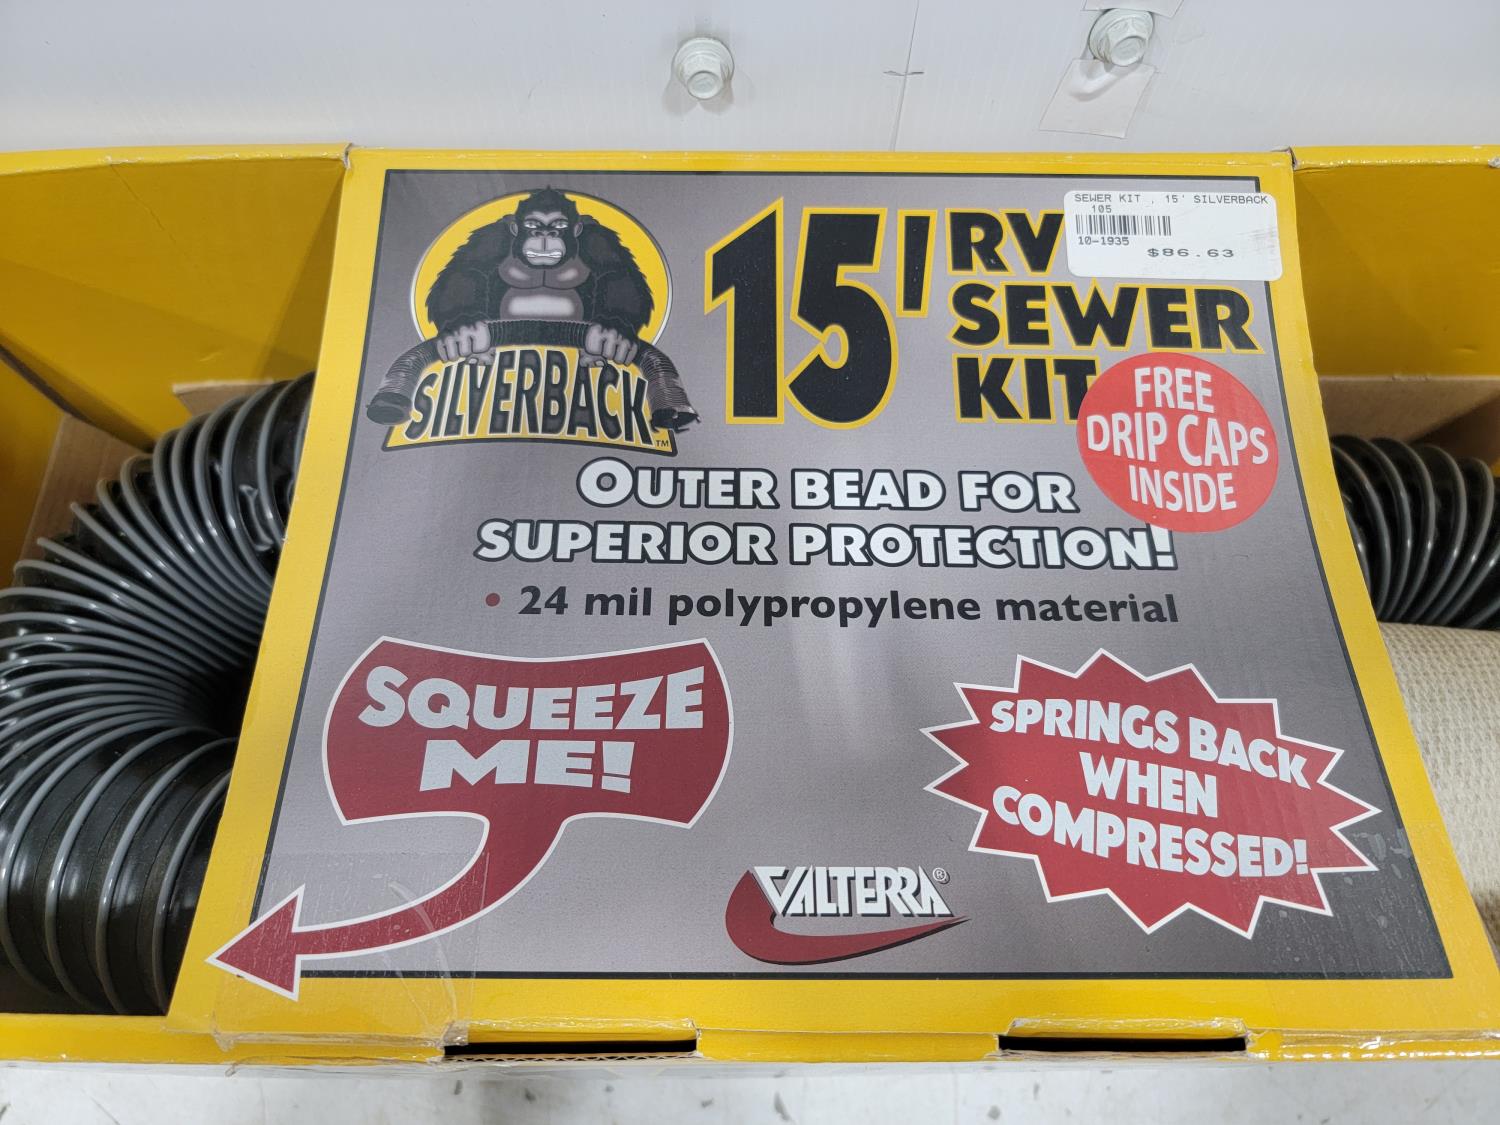 SILVERBACK™
15' RV
SEWER
KIT
SEWER KIT , 15' SILVERBACK
105
10-1935
$86.63
FREE
DRIP CAPS
INSIDE
OUTER BEAD FOR
SUPERIOR PROTECTION!
• 24 mil polypropylene material
SQUEEZE
ME!
SPRINGS BACK
WHEN
COMPRESSED!
VALTERRA®